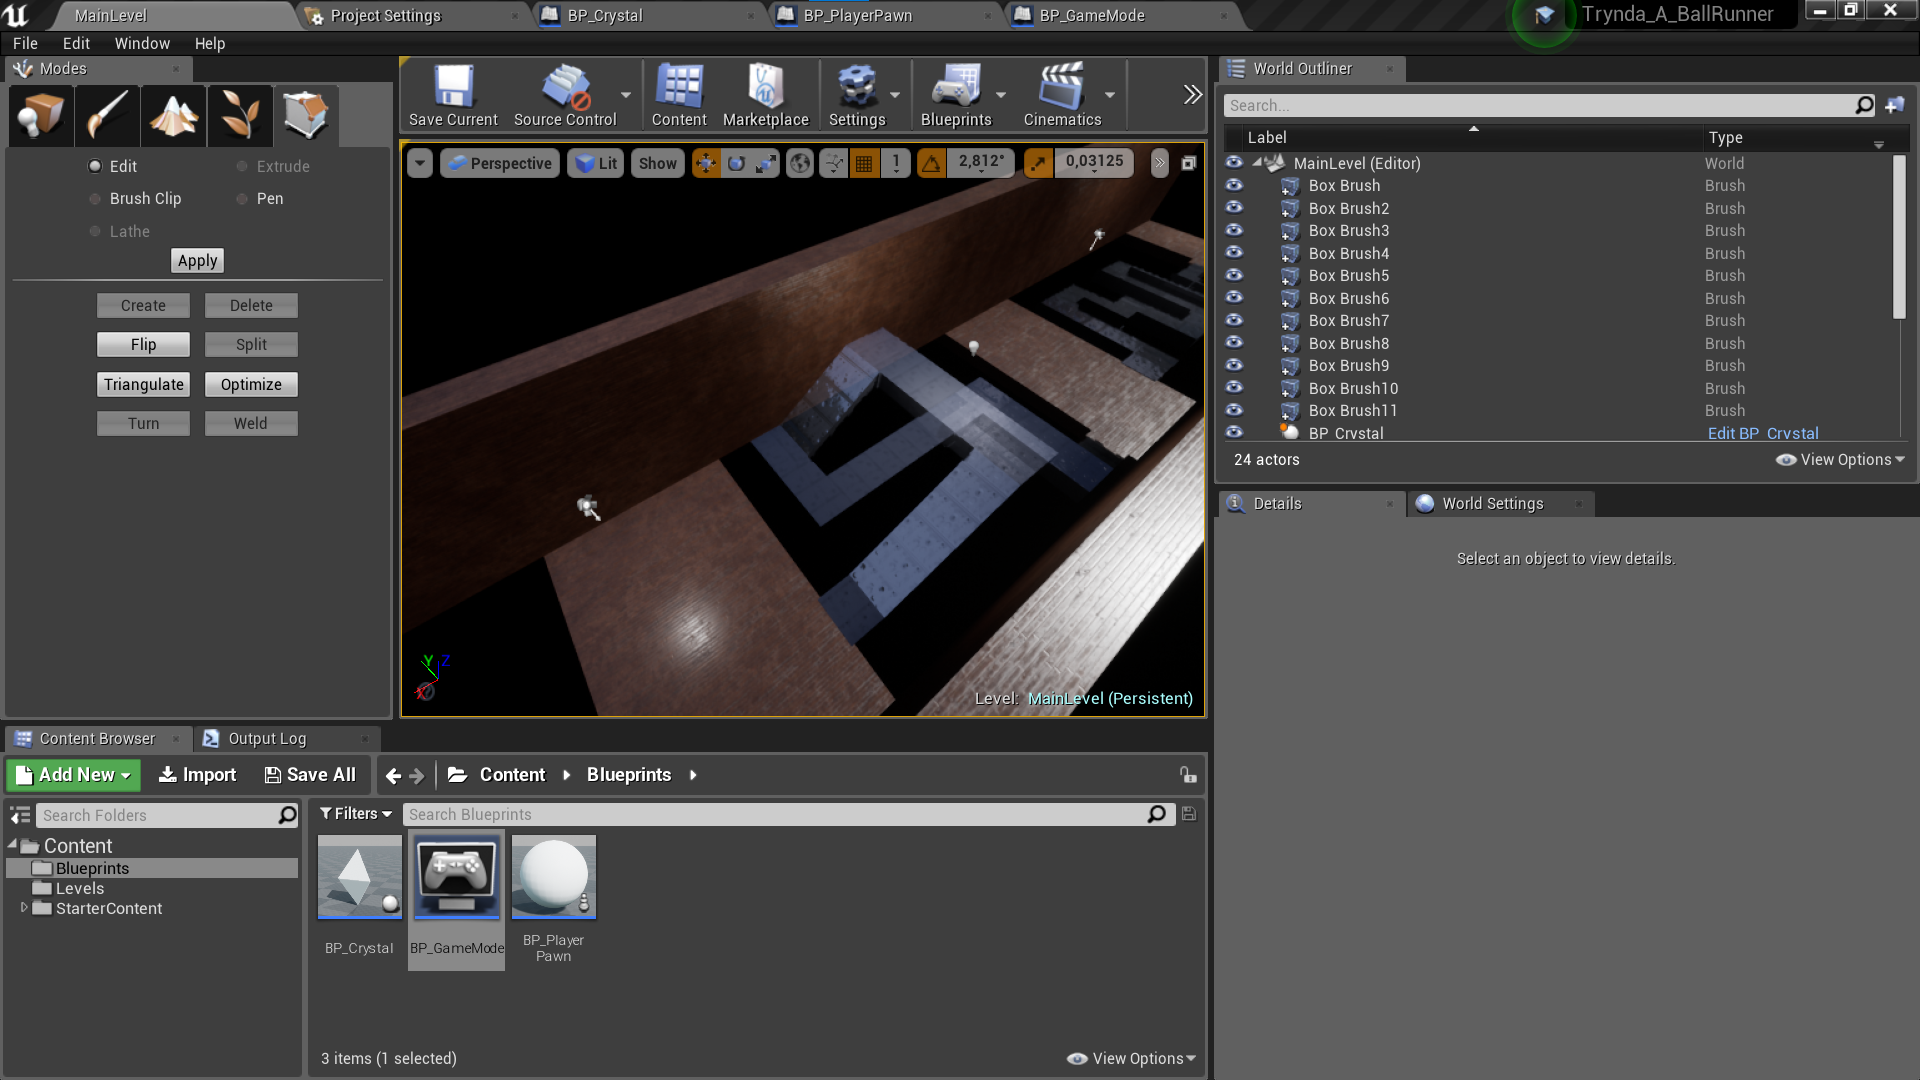 MainLevel
Project Settings
BP_Crystal
BP_PlayerPawn
BP_GameMode
Trynda_A_BallRunner
File
Edit
Window
Help
Modes
Edit
Extrude
Brush Clip
Pen
Lathe
Apply
Create
Delete
Flip
Split
Triangulate
Optimize
Turn
Weld
Save Current
Source Control
Content
Marketplace
Settings
Blueprints
Cinematics
Perspective
Lit
Show
1
2,812°
0,03125
Y
Z
X
Level: MainLevel (Persistent)
World Outliner
Search...
Label
Type
MainLevel (Editor)
World
Box Brush
Brush
Box Brush2
Brush
Box Brush3
Brush
Box Brush4
Brush
Box Brush5
Brush
Box Brush6
Brush
Box Brush7
Brush
Box Brush8
Brush
Box Brush9
Brush
Box Brush10
Brush
Box Brush11
Brush
BP_Crystal
Edit BP_Crystal
24 actors
View Options
Details
World Settings
Select an object to view details.
Content Browser
Output Log
Add New
Import
Save All
Content
Blueprints
Search Folders
Filters
Search Blueprints
Content
Blueprints
Levels
StarterContent
BP_Crystal
BP_GameMode
BP_Player
Pawn
3 items (1 selected)
View Options